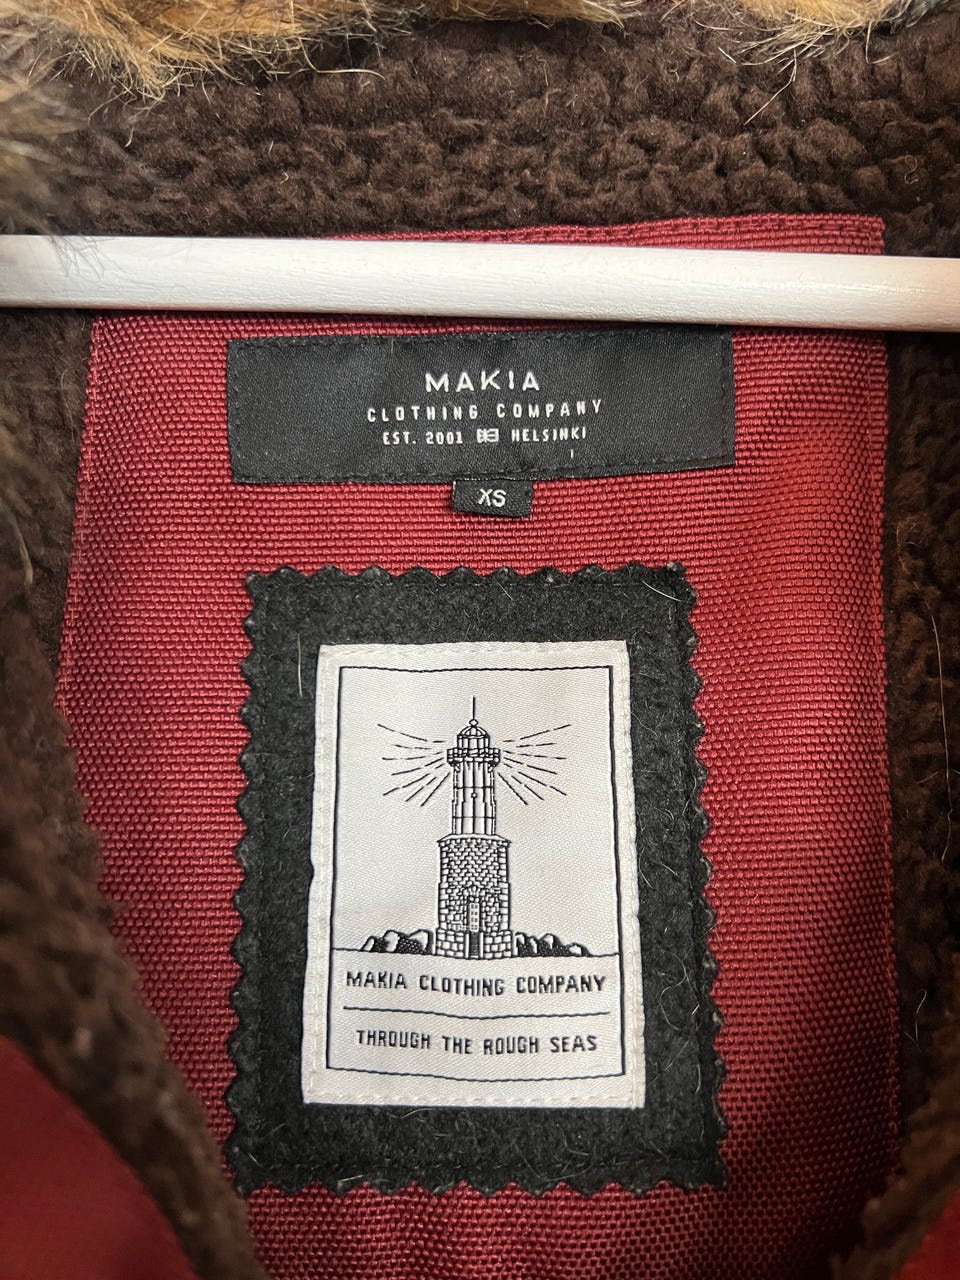 MAKIA
CLOTHING COMPANY
EST. 2001 HELSINKI
XS
MAKIA CLOTHING COMPANY
THROUGH THE ROUGH SEAS